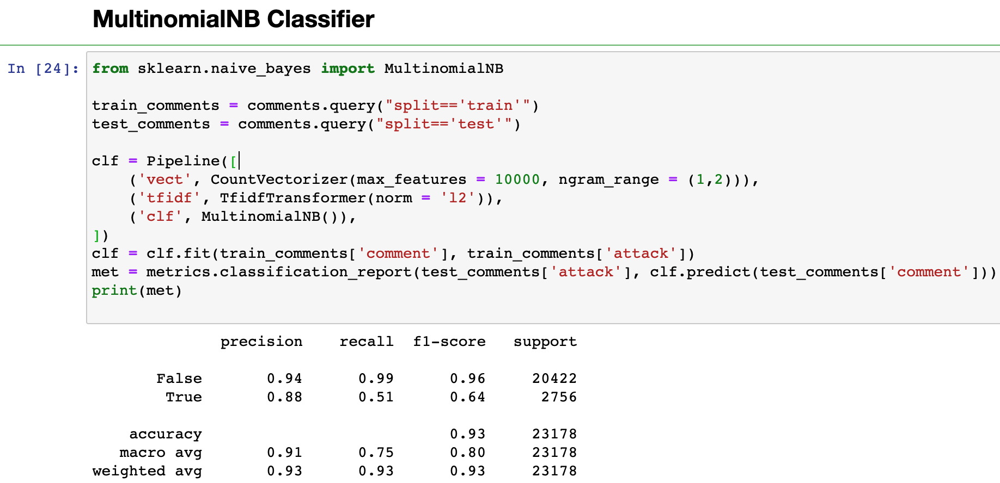 MultinomialNB Classifier
In [24]: from sklearn.naive_bayes import MultinomialNB
train_comments = comments.query("split=='train'")
test_comments = comments.query("split=='test'")
clf = Pipeline([
    ('vect', CountVectorizer(max_features = 10000, ngram_range = (1,2))),
    ('tfidf', TfidfTransformer(norm = 'l2')),
    ('clf', MultinomialNB()),
])
clf = clf.fit(train_comments['comment'], train_comments['attack'])
met = metrics.classification_report(test_comments['attack'], clf.predict(test_comments['comment']))
print(met)
precision recall f1-score support
False 0.94 0.99 0.96 20422
True 0.88 0.51 0.64 2756
accuracy 0.93 23178
macro avg 0.91 0.75 0.80 23178
weighted avg 0.93 0.93 0.93 23178